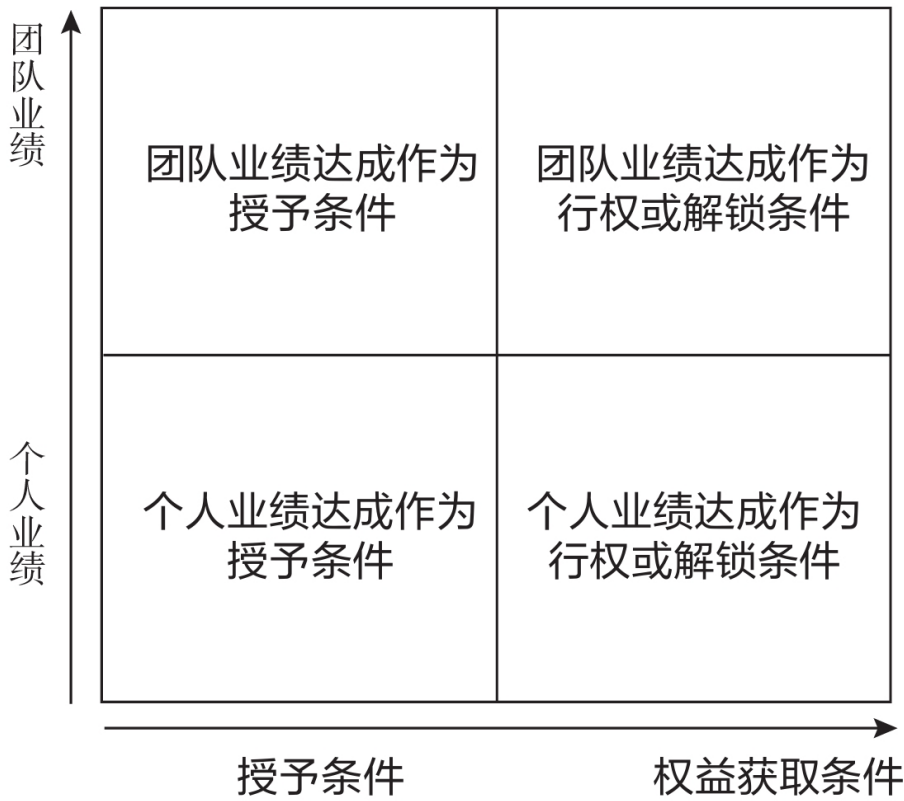 团队业绩
团队业绩达成作为
授予条件
团队业绩达成作为
行权或解锁条件
个人业绩
个人业绩达成作为
授予条件
个人业绩达成作为
行权或解锁条件
授予条件
权益获取条件